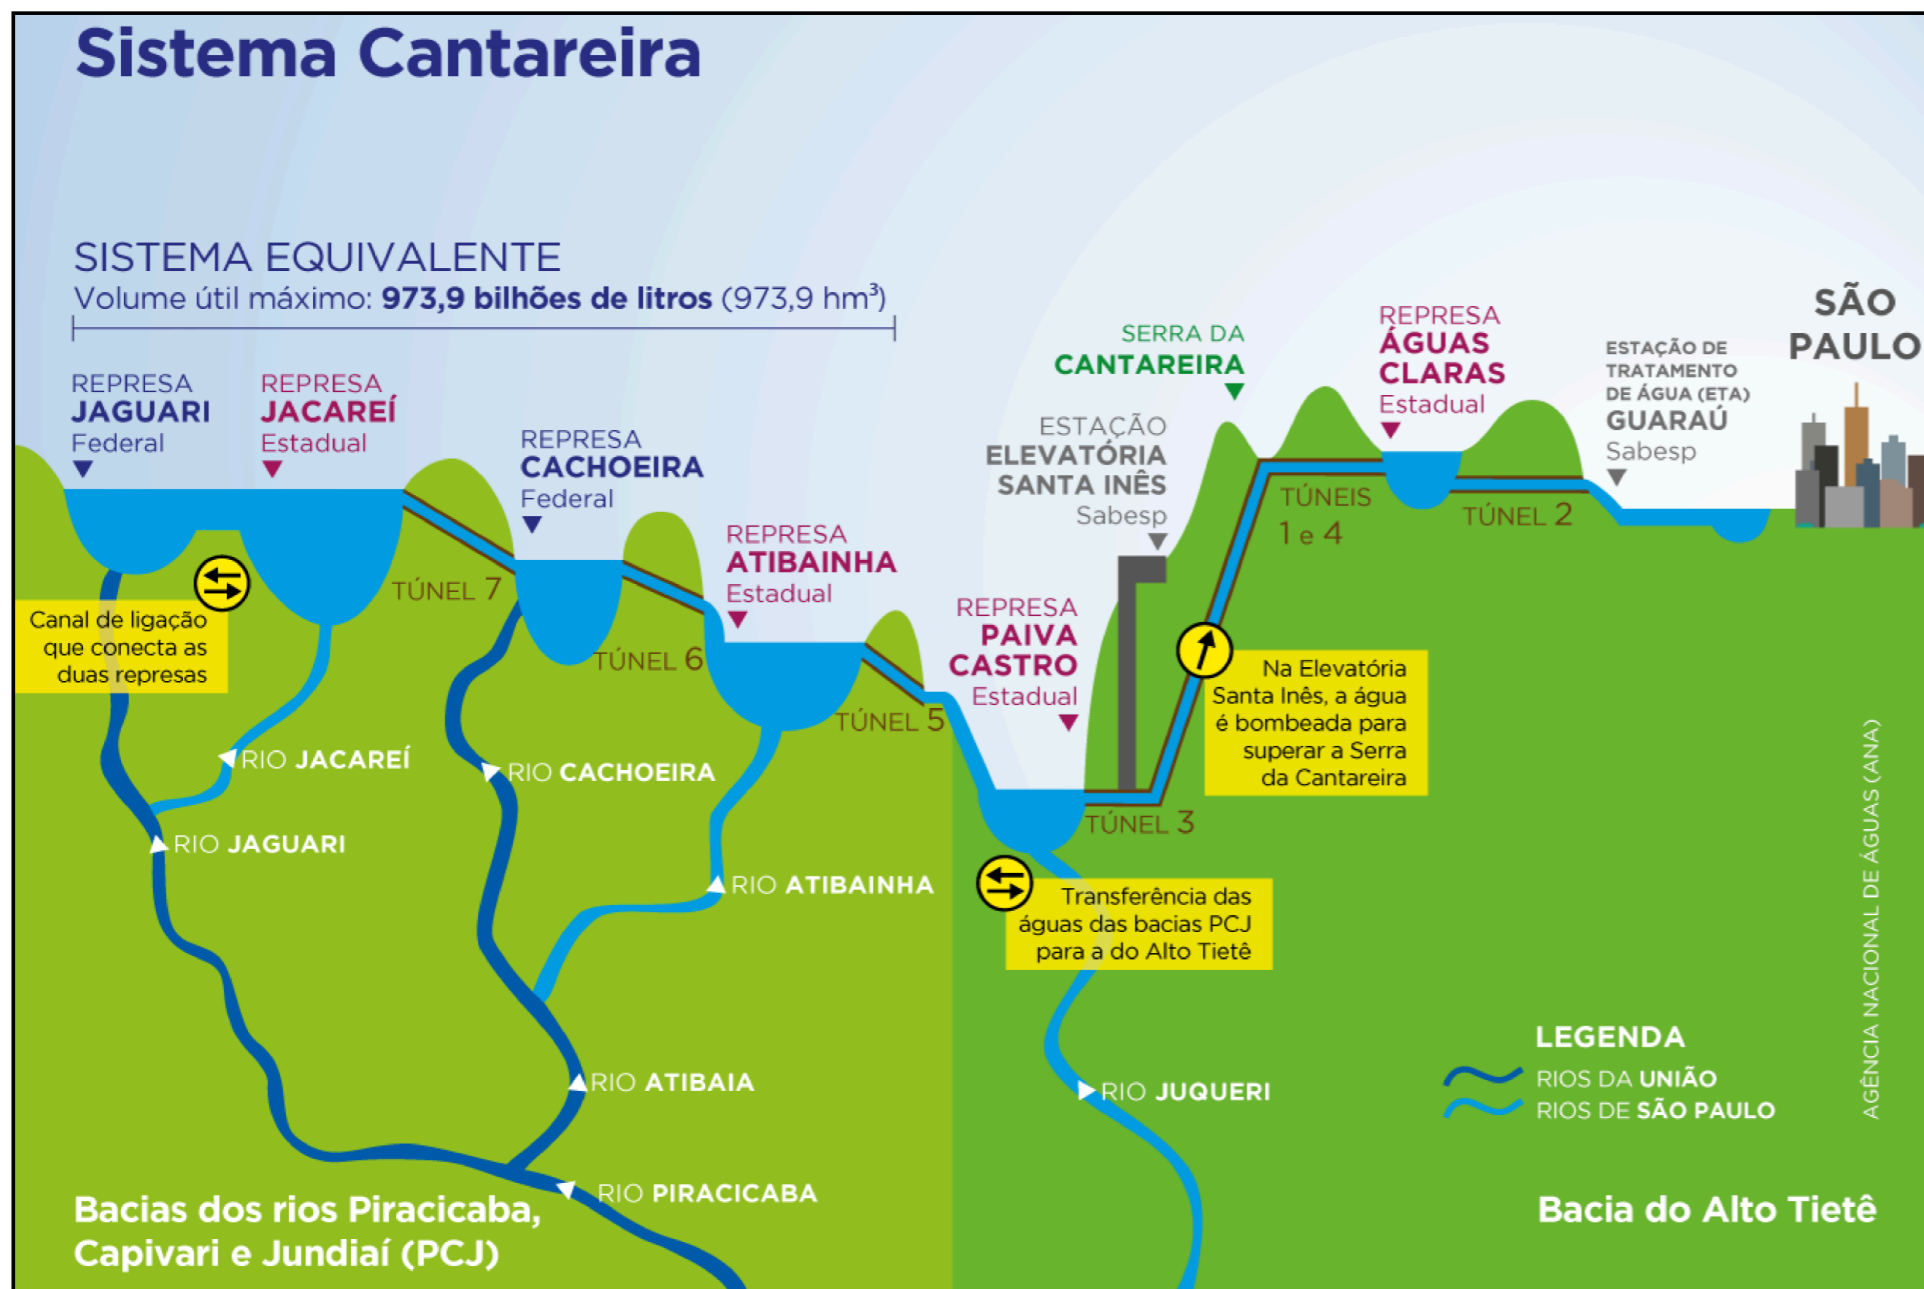 Sistema Cantareira
SISTEMA EQUIVALENTE
Volume útil máximo: 973,9 bilhões de litros (973,9 hm³)
REPRESA
JAGUARI
Federal
REPRESA
JACAREÍ
Estadual
REPRESA
CACHOEIRA
Federal
REPRESA
ATIBAINHA
Estadual
REPRESA
PAIVA
CASTRO
Estadual
SERRA DA
CANTAREIRA
ESTAÇÃO
ELEVATÓRIA
SANTA INÊS
Sabesp
REPRESA
ÁGUAS
CLARAS
Estadual
ESTAÇÃO DE
TRATAMENTO
DE ÁGUA (ETA)
GUARAÚ
Sabesp
SÃO
PAULO
TÚNEL 7
TÚNEL 6
TÚNEL 5
TÚNEL 3
TÚNEIS
1 e 4
TÚNEL 2
Canal de ligação
que conecta as
duas represas
Na Elevatória
Santa Inês, a água
é bombeada para
superar a Serra
da Cantareira
Transferência das
águas das bacias PCJ
para a do Alto Tietê
RIO JACAREÍ
RIO JAGUARI
RIO CACHOEIRA
RIO ATIBAINHA
RIO ATIBAIA
RIO PIRACICABA
RIO JUQUERI
LEGENDA
RIOS DA UNIÃO
RIOS DE SÃO PAULO
AGÊNCIA NACIONAL DE ÁGUAS (ANA)
Bacias dos rios Piracicaba,
Capivari e Jundiaí (PCJ)
Bacia do Alto Tietê